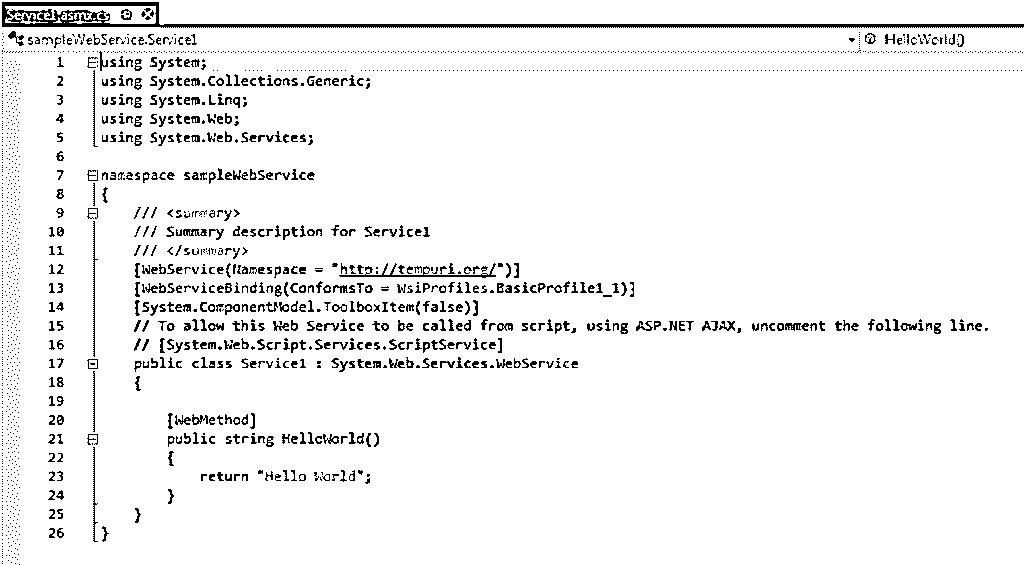 Service1.asmx.cs
sampleWebService.Service1 HelloWorld()
1 using System;
2 using System.Collections.Generic;
3 using System.Linq;
4 using System.Web;
5 using System.Web.Services;
6
7 namespace sampleWebService
8 {
9 /// <summary>
10 /// Summary description for Service1
11 /// </summary>
12 [WebService(Namespace = "http://tempuri.org/")]
13 [WebServiceBinding(ConformsTo = WsiProfiles.BasicProfile1_1)]
14 [System.ComponentModel.ToolboxItem(false)]
15 // To allow this Web Service to be called from script, using ASP.NET AJAX, uncomment the following line.
16 // [System.Web.Script.Services.ScriptService]
17 public class Service1 : System.Web.Services.WebService
18 {
19
20 [WebMethod]
21 public string HelloWorld()
22 {
23 return "Hello World";
24 }
25 }
26 }